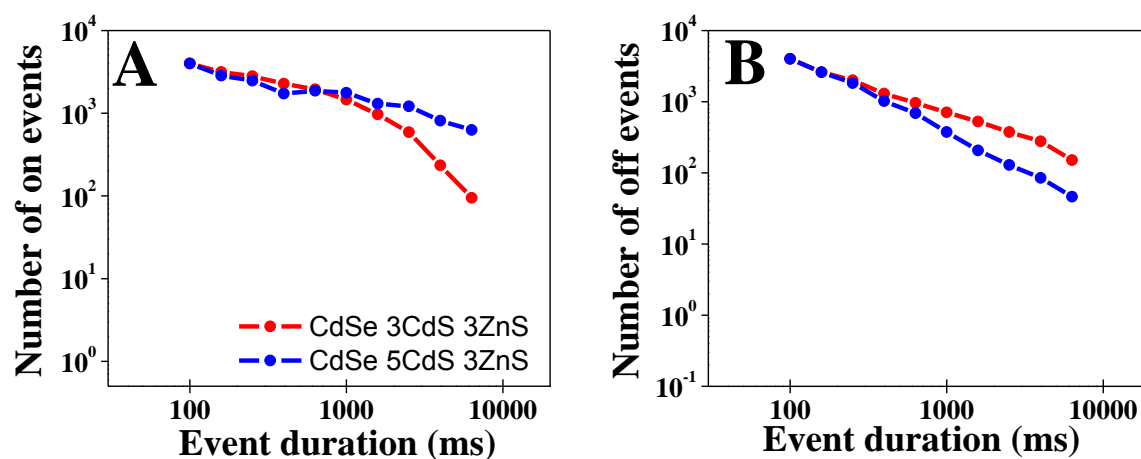 A
Number of on events
10^4
10^3
10^2
10^1
10^0
CdSe 3CdS 3ZnS
CdSe 5CdS 3ZnS
100
1000
10000
Event duration (ms)
B
Number of off events
10^4
10^3
10^2
10^1
10^0
10^-1
100
1000
10000
Event duration (ms)